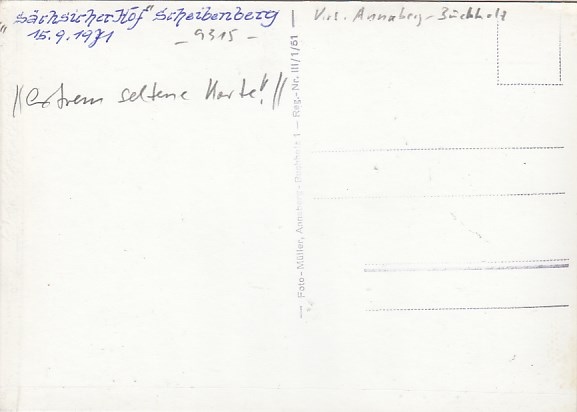 "Sächsischer Hof" Scheibenberg
15.9.1971 - 9315 -
"extrem seltene Karte!"
Krs. Annaberg-Buchholz
— Foto-Müller, Annaberg-Buchholz 1 — Reg.-Nr. III/1/61